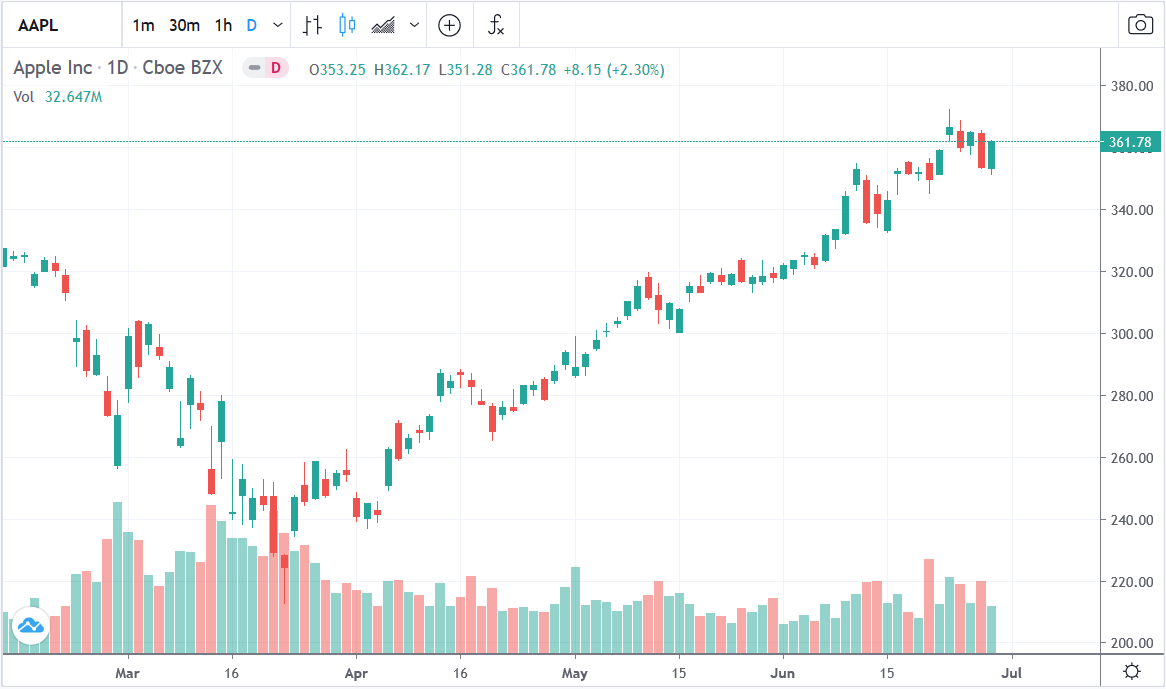 AAPL 1m 30m 1h D
Apple Inc · 1D · Cboe BZX D O353.25 H362.17 L351.28 C361.78 +8.15 (+2.30%)
Vol 32.647M
380.00
361.78
340.00
320.00
300.00
280.00
260.00
240.00
220.00
200.00
Mar 16 Apr 16 May 15 Jun 15 Jul